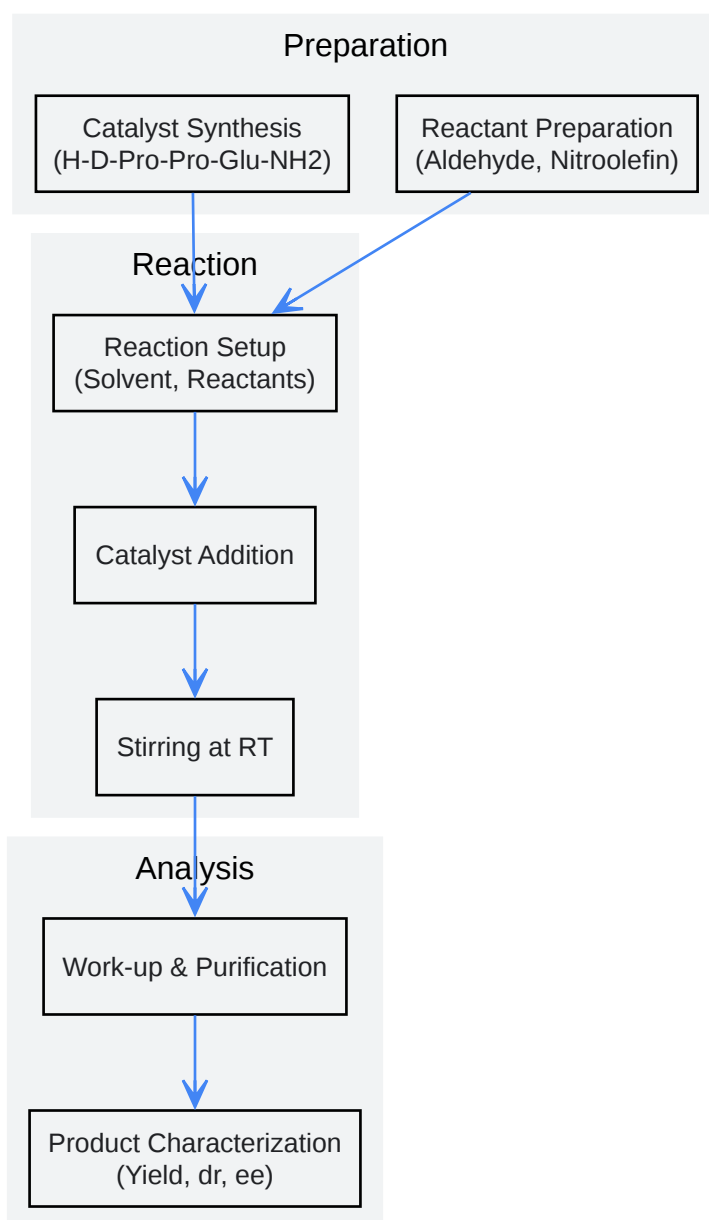 Preparation
Catalyst Synthesis
(H-D-Pro-Pro-Glu-NH2)
Reactant Preparation
(Aldehyde, Nitroolefin)
Reaction
Reaction Setup
(Solvent, Reactants)
Catalyst Addition
Stirring at RT
Analysis
Work-up & Purification
Product Characterization
(Yield, dr, ee)